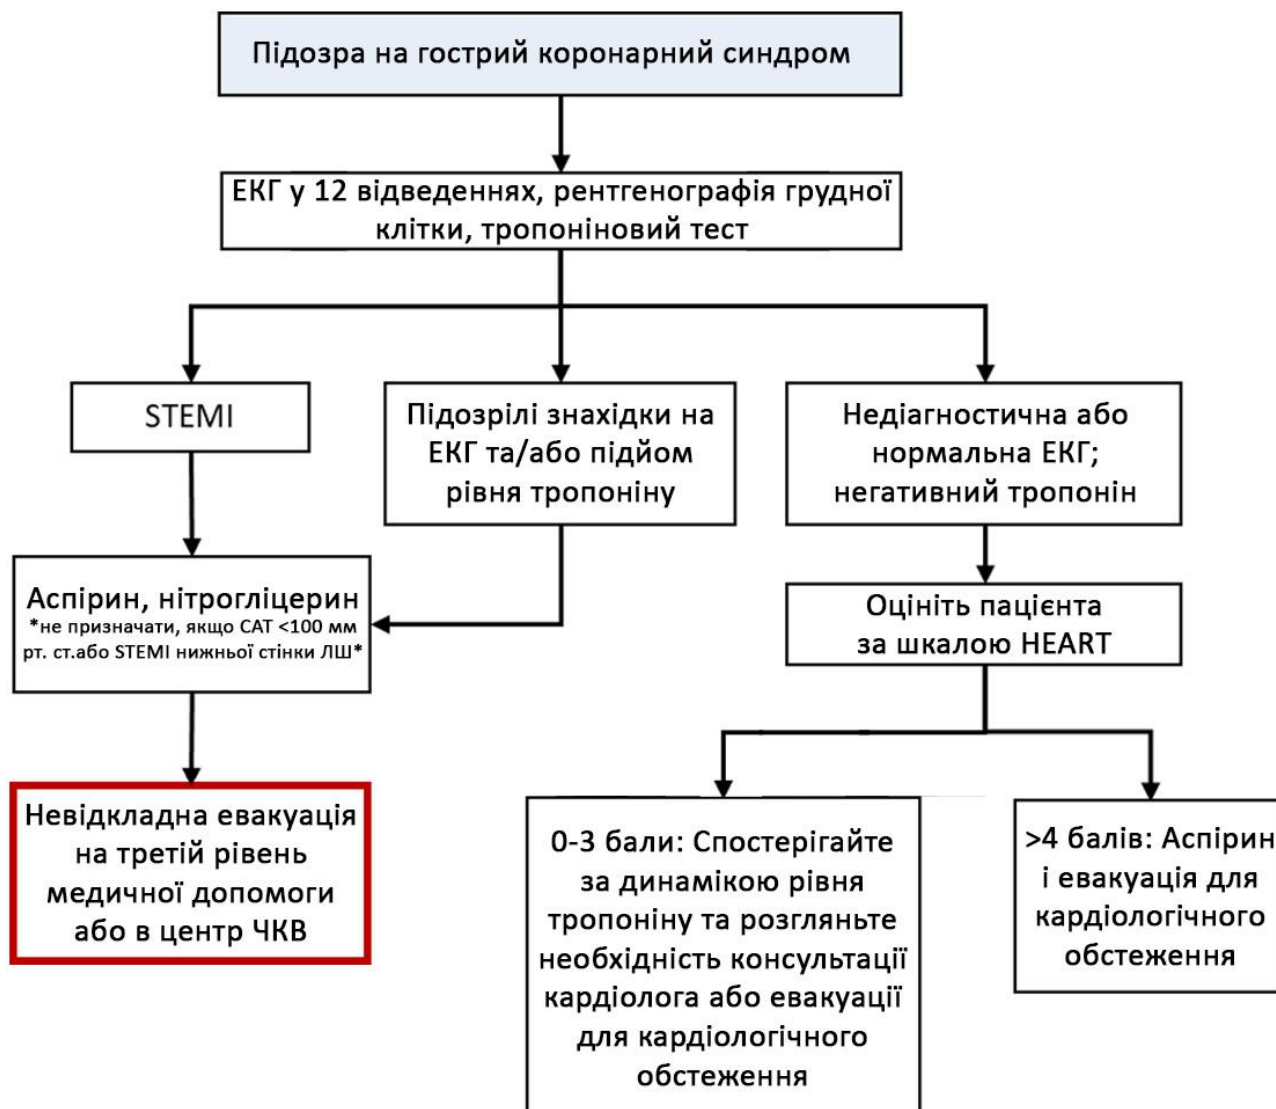 Підозра на гострий коронарний синдром
ЕКГ у 12 відведеннях, рентгенографія грудної
клітки, тропоніновий тест
STEMI
Підозрілі знахідки на
ЕКГ та/або підйом
рівня тропоніну
Недіагностична або
нормальна ЕКГ;
негативний тропонін
Аспірин, нітрогліцерин
*не призначати, якщо САТ <100 мм
рт. ст.або STEMI нижньої стінки ЛШ*
Оцініть пацієнта
за шкалою HEART
Невідкладна евакуація
на третій рівень
медичної допомоги
або в центр ЧКВ
0-3 бали: Спостерігайте
за динамікою рівня
тропоніну та розгляньте
необхідність консультації
кардіолога або евакуації
для кардіологічного
обстеження
>4 балів: Аспірин
і евакуація для
кардіологічного
обстеження